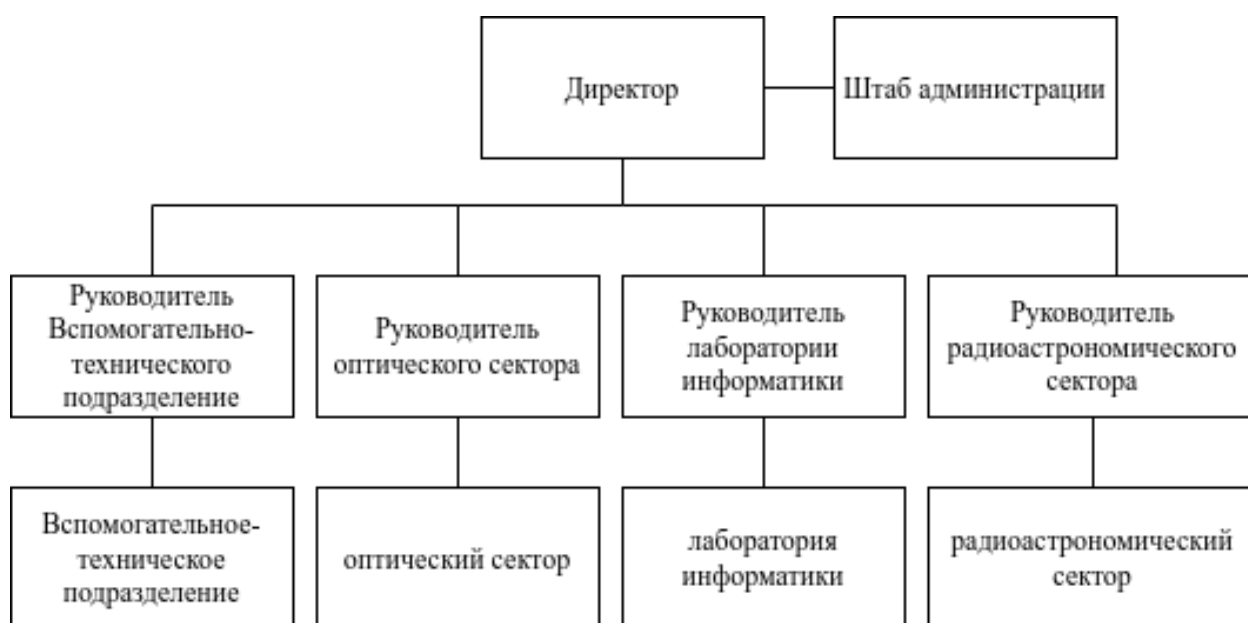 Директор
Штаб администрации
Руководитель
Вспомогательно-
технического
подразделение
Руководитель
оптического сектора
Руководитель
лаборатории
информатики
Руководитель
радиоастрономического
сектора
Вспомогательное-
техническое
подразделение
оптический сектор
лаборатория
информатики
радиоастрономический
сектор